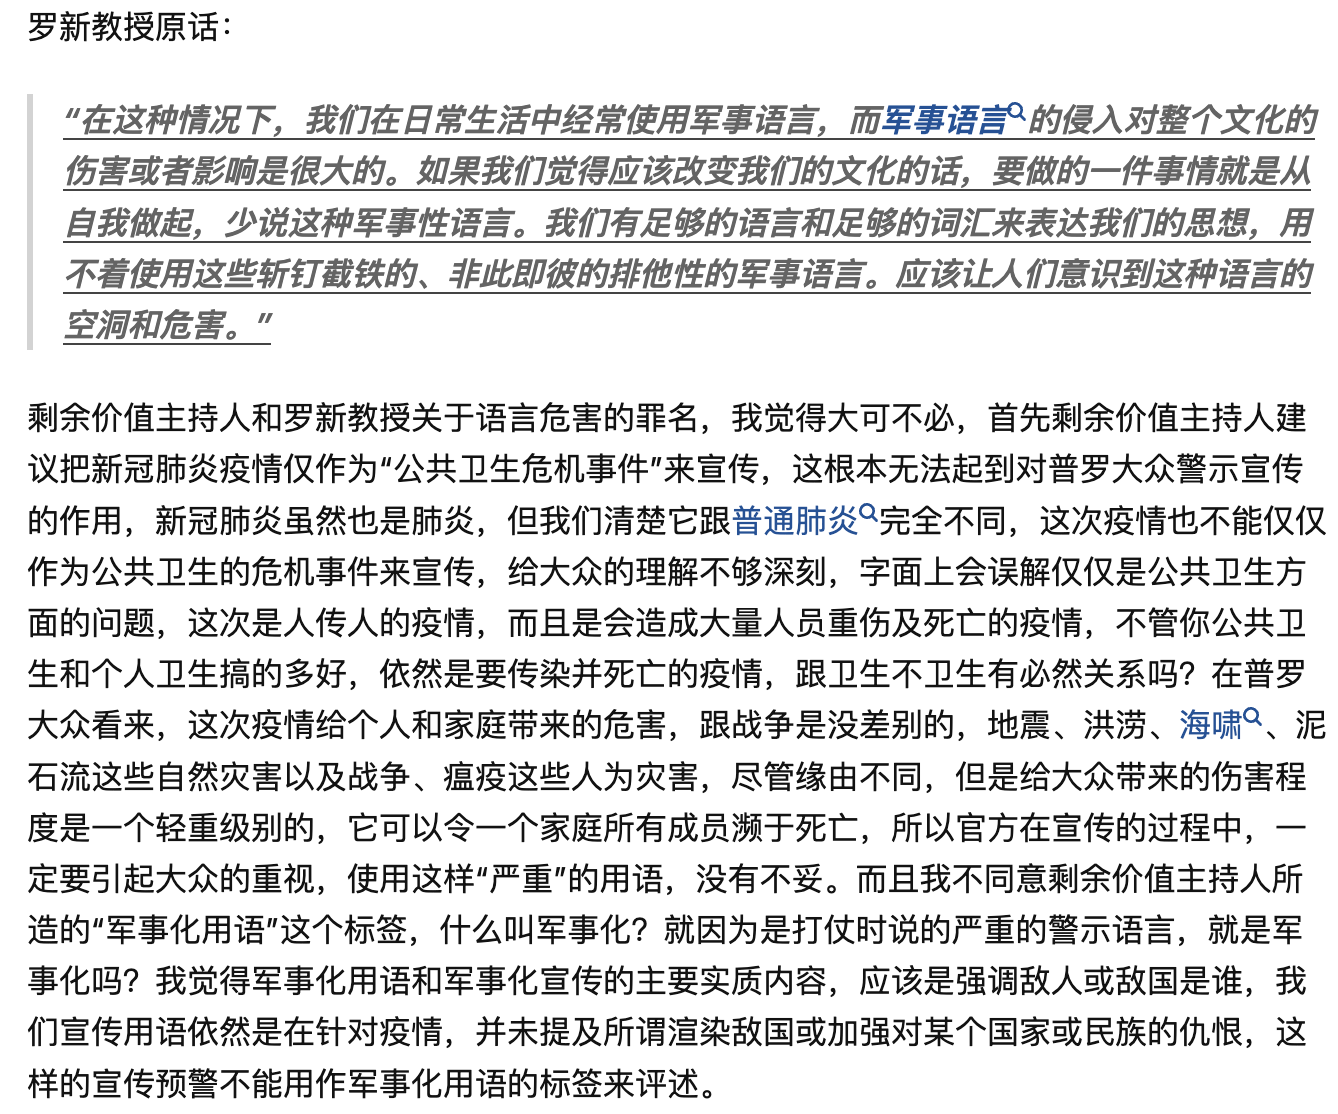 罗新教授原话：
“在这种情况下，我们在日常生活中经常使用军事语言，而军事语言的侵入对整个文化的
伤害或者影响是很大的。如果我们觉得应该改变我们的文化的话，要做的一件事情就是从
自我做起，少说这种军事性语言。我们有足够的语言和足够的词汇来表达我们的思想，用
不着使用这些斩钉截铁的、非此即彼的排他性的军事语言。应该让人们意识到这种语言的
空洞和危害。”
剩余价值主持人和罗新教授关于语言危害的罪名，我觉得大可不必，首先剩余价值主持人建
议把新冠肺炎疫情仅作为“公共卫生危机事件”来宣传，这根本无法起到对普罗大众警示宣传
的作用，新冠肺炎虽然也是肺炎，但我们清楚它跟普通肺炎完全不同，这次疫情也不能仅仅
作为公共卫生的危机事件来宣传，给大众的理解不够深刻，字面上会误解仅仅是公共卫生方
面的问题，这次是人传人的疫情，而且是会造成大量人员重伤及死亡的疫情，不管你公共卫
生和个人卫生搞的多好，依然是要传染并死亡的疫情，跟卫生不卫生有必然关系吗？在普罗
大众看来，这次疫情给个人和家庭带来的危害，跟战争是没差别的，地震、洪涝、海啸、泥
石流这些自然灾害以及战争、瘟疫这些人为灾害，尽管缘由不同，但是给大众带来的伤害程
度是一个轻重级别的，它可以令一个家庭所有成员濒于死亡，所以官方在宣传的过程中，一
定要引起大众的重视，使用这样“严重”的用语，没有不妥。而且我不同意剩余价值主持人所
造的“军事化用语”这个标签，什么叫军事化？就因为是打仗时说的严重的警示语言，就是军
事化吗？我觉得军事化用语和军事化宣传的主要实质内容，应该是强调敌人或敌国是谁，我
们宣传用语依然是在针对疫情，并未提及所谓渲染敌国或加强对某个国家或民族的仇恨，这
样的宣传预警不能用作军事化用语的标签来评述。